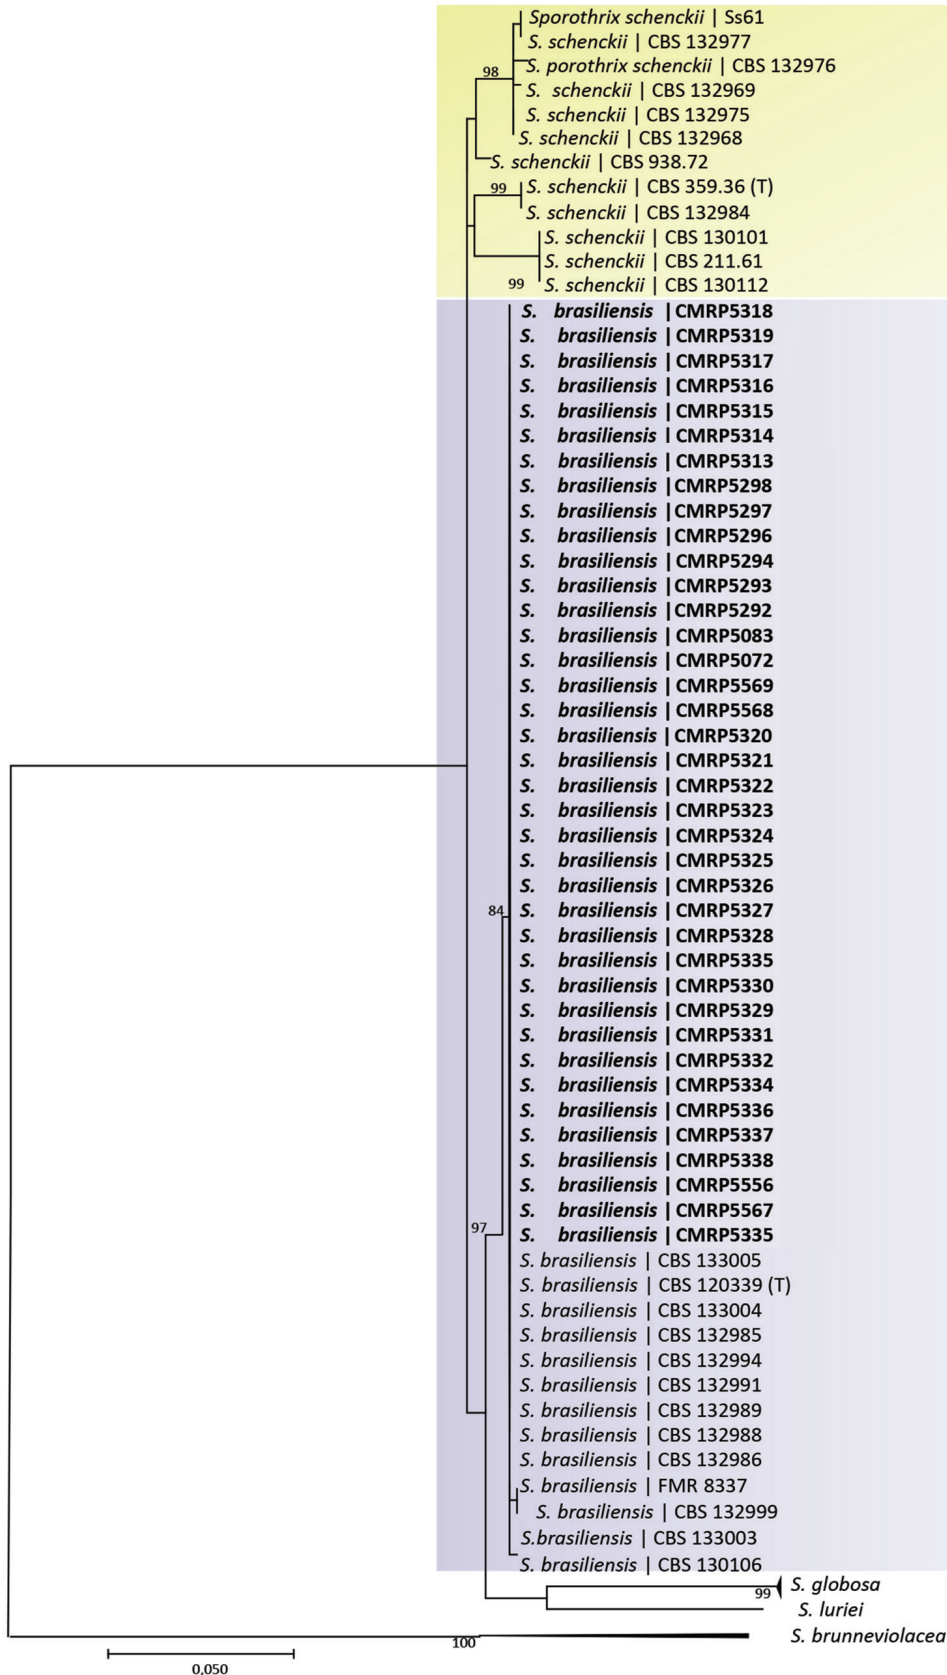 Sporothrix schenckii | Ss61
S. schenckii | CBS 132977
S. porothrix schenckii | CBS 132976
98
S. schenckii | CBS 132969
S. schenckii | CBS 132975
S. schenckii | CBS 132968
S. schenckii | CBS 938.72
99
S. schenckii | CBS 359.36 (T)
S. schenckii | CBS 132984
S. schenckii | CBS 130101
S. schenckii | CBS 211.61
99
S. schenckii | CBS 130112
S. brasiliensis | CMRP5318
S. brasiliensis | CMRP5319
S. brasiliensis | CMRP5317
S. brasiliensis | CMRP5316
S. brasiliensis | CMRP5315
S. brasiliensis | CMRP5314
S. brasiliensis | CMRP5313
S. brasiliensis | CMRP5298
S. brasiliensis | CMRP5297
S. brasiliensis | CMRP5296
S. brasiliensis | CMRP5294
S. brasiliensis | CMRP5293
S. brasiliensis | CMRP5292
S. brasiliensis | CMRP5083
S. brasiliensis | CMRP5072
S. brasiliensis | CMRP5569
S. brasiliensis | CMRP5568
S. brasiliensis | CMRP5320
S. brasiliensis | CMRP5321
S. brasiliensis | CMRP5322
S. brasiliensis | CMRP5323
S. brasiliensis | CMRP5324
S. brasiliensis | CMRP5325
S. brasiliensis | CMRP5326
84
S. brasiliensis | CMRP5327
S. brasiliensis | CMRP5328
S. brasiliensis | CMRP5335
S. brasiliensis | CMRP5330
S. brasiliensis | CMRP5329
S. brasiliensis | CMRP5331
S. brasiliensis | CMRP5332
S. brasiliensis | CMRP5334
S. brasiliensis | CMRP5336
S. brasiliensis | CMRP5337
S. brasiliensis | CMRP5338
S. brasiliensis | CMRP5556
S. brasiliensis | CMRP5567
97
S. brasiliensis | CMRP5335
S. brasiliensis | CBS 133005
S. brasiliensis | CBS 120339 (T)
S. brasiliensis | CBS 133004
S. brasiliensis | CBS 132985
S. brasiliensis | CBS 132994
S. brasiliensis | CBS 132991
S. brasiliensis | CBS 132989
S. brasiliensis | CBS 132988
S. brasiliensis | CBS 132986
S. brasiliensis | FMR 8337
S. brasiliensis | CBS 132999
S.brasiliensis | CBS 133003
S. brasiliensis | CBS 130106
S. globosa
99
S. luriei
S. brunneviolacea
100
0,050